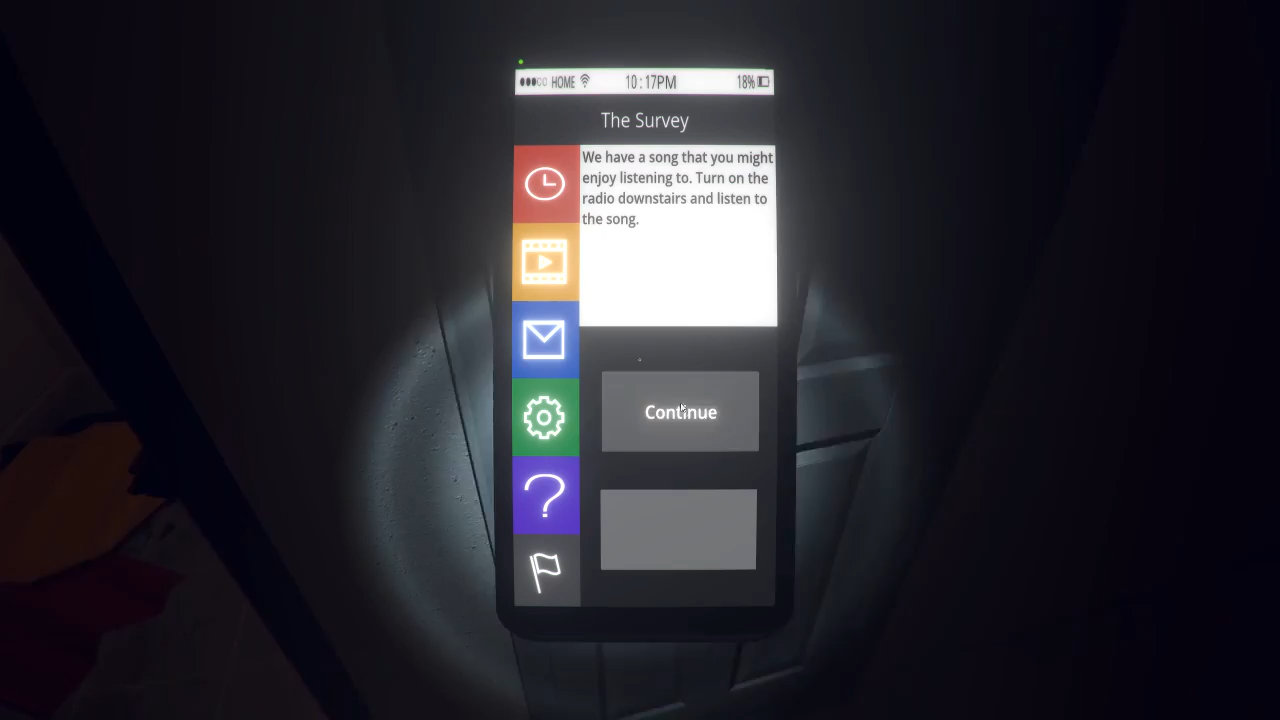 HOME 10:17PM 18%
The Survey
We have a song that you might
enjoy listening to. Turn on the
radio downstairs and listen to
the song.
Continue